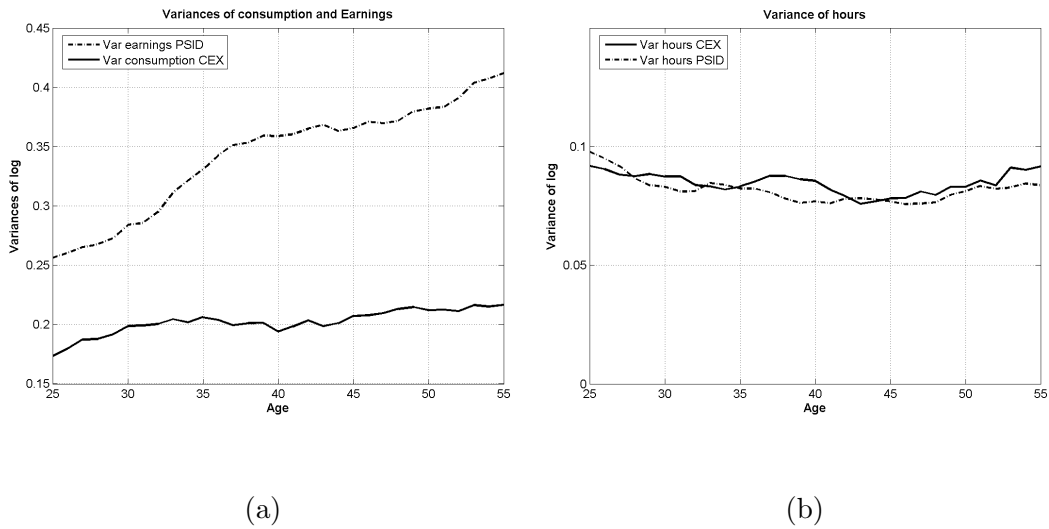 Variances of consumption and Earnings
0.45
0.4
0.35
0.3
0.25
0.2
0.15
Variances of log
Var earnings PSID
Var consumption CEX
25 30 35 40 45 50 55
Age
(a)
Variance of hours
0.1
0.05
0
Variance of log
Var hours CEX
Var hours PSID
25 30 35 40 45 50 55
Age
(b)